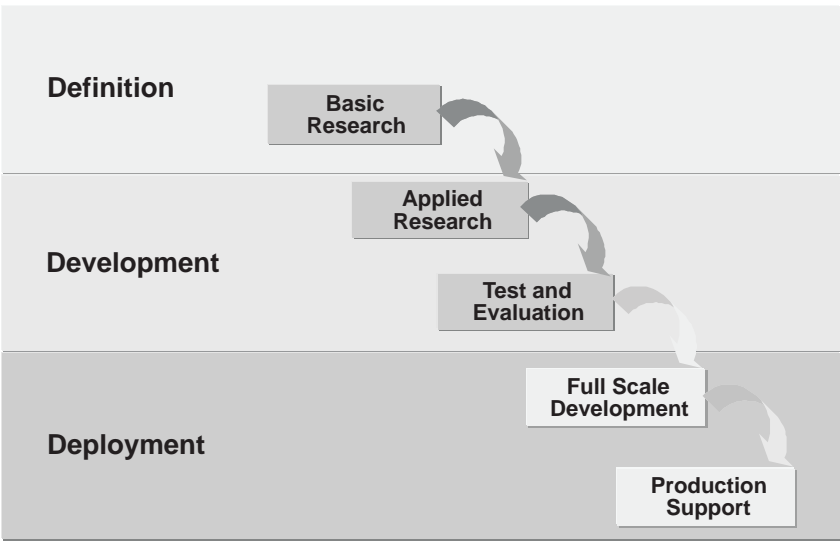 Definition
Basic
Research
Applied
Research
Development
Test and
Evaluation
Full Scale
Development
Deployment
Production
Support